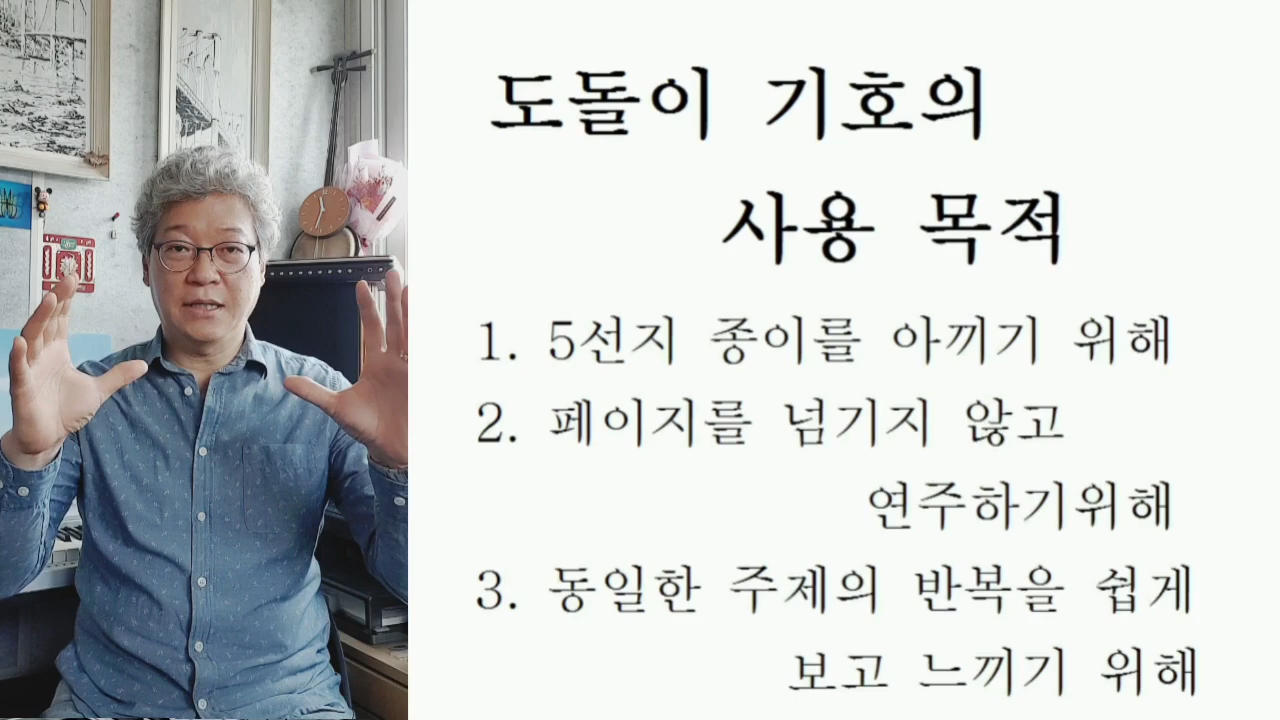 도돌이 기호의
사용 목적
1. 5선지 종이를 아끼기 위해
2. 페이지를 넘기지 않고
연주하기위해
3. 동일한 주제의 반복을 쉽게
보고 느끼기 위해